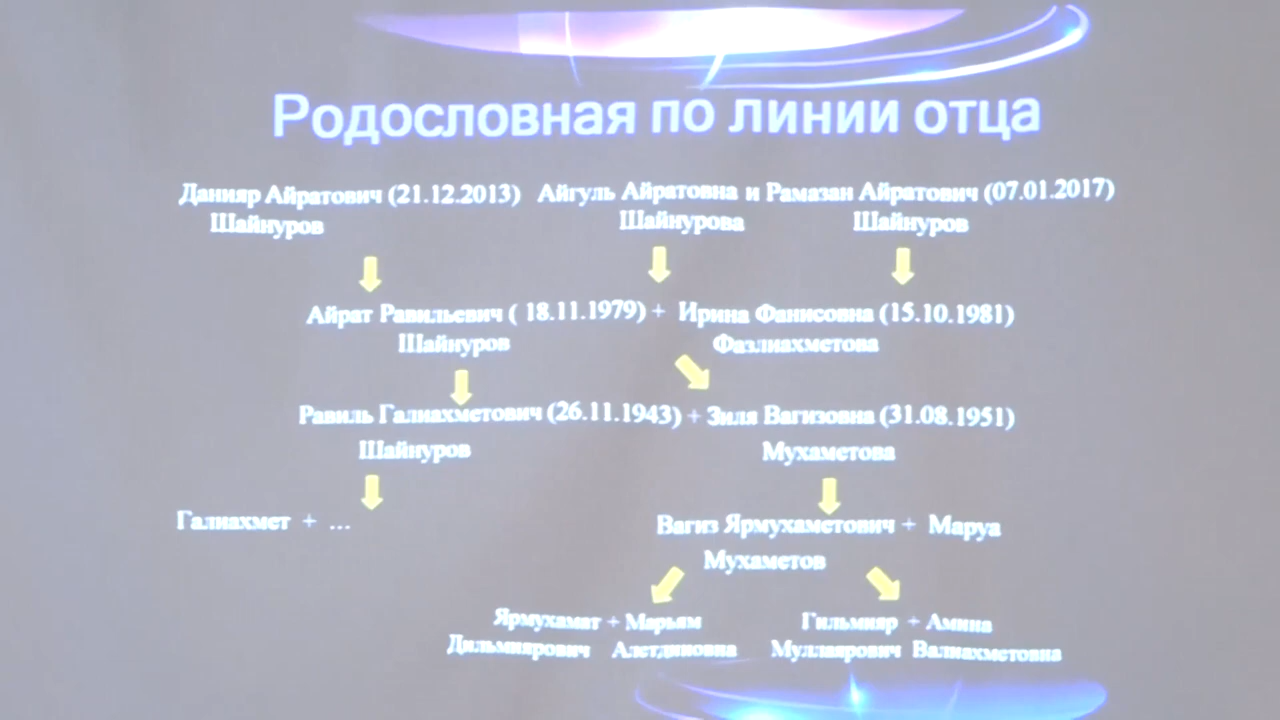 Родословная по линии отца
Данияр Айратович (21.12.2013) Айгуль Айратовна и Рамазан Айратович (07.01.2017)
Шайнуров Шайнурова Шайнуров
Айрат Равильевич ( 18.11.1979) + Ирина Фанисовна (15.10.1981)
Шайнуров Фазлиахметова
Равиль Галиахметович (26.11.1943) + Зиля Вагизовна (31.08.1951)
Шайнуров Мухаметова
Галиахмет + ... Вагиз Ярмухаметович + Маруа
Мухаметов
Ярмухамат + Марьям Гильмияр + Амина
Дильмиярович Алетдиновна Муллаярович Валиахметовна